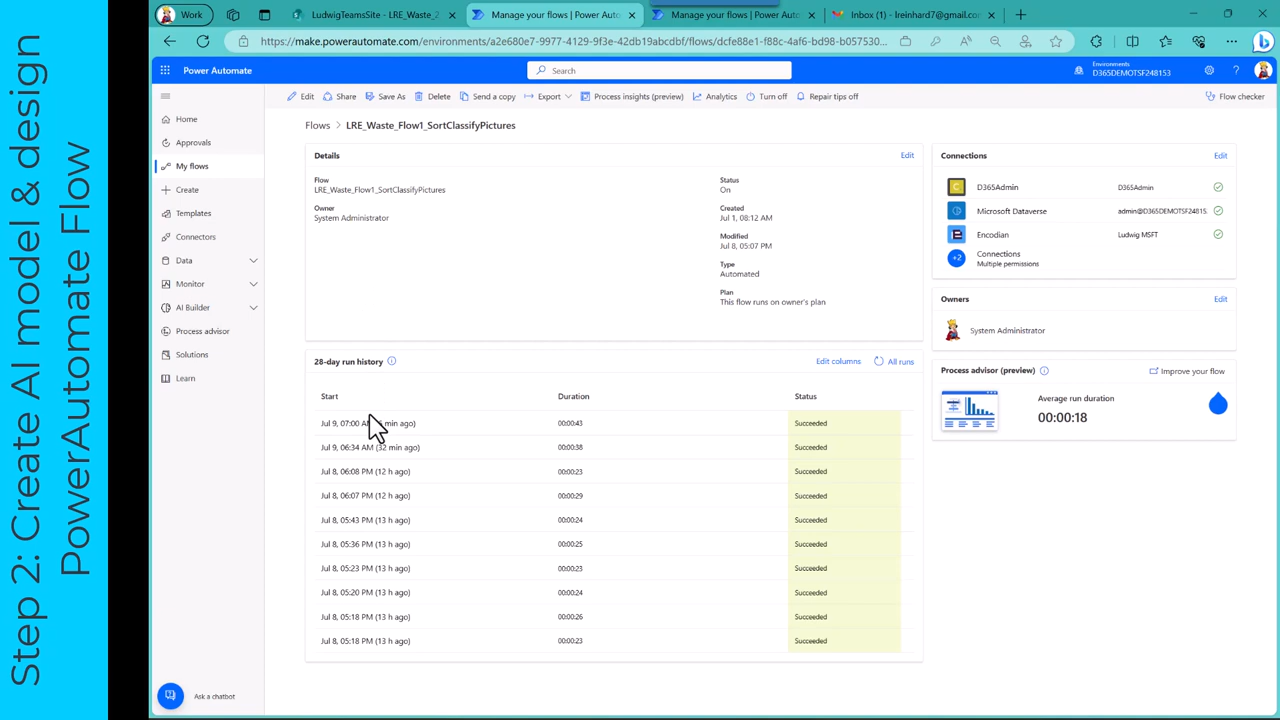 Step 2: Create AI model & design
PowerAutomate Flow
Work
LudwigTeamsSite - LRE_Waste_2
Manage your flows | Power Auto
Manage your flows | Power Auto
Inbox (1) - lreinhard7@gmail.com
https://make.powerautomate.com/environments/a2e680e7-9977-4129-9f3e-42db19abcdbf/flows/dcfe88e1-f88c-4af6-bd98-b057530...
Power Automate
Search
Environments
D365DEMOTSF248153
Edit
Share
Save As
Delete
Send a copy
Export
Process insights (preview)
Analytics
Turn off
Repair tips off
Flow checker
Home
Approvals
My flows
Create
Templates
Connectors
Data
Monitor
AI Builder
Process advisor
Solutions
Learn
Ask a chatbot
Flows > LRE_Waste_Flow1_SortClassifyPictures
Details
Edit
Flow
LRE_Waste_Flow1_SortClassifyPictures
Owner
System Administrator
Status
On
Created
Jul 1, 08:12 AM
Modified
Jul 8, 05:07 PM
Type
Automated
Plan
This flow runs on owner's plan
28-day run history
Edit columns
All runs
Start Duration Status
Jul 9, 07:00 min ago) 00:00:43 Succeeded
Jul 9, 06:34 AM (32 min ago) 00:00:38 Succeeded
Jul 8, 06:08 PM (12 h ago) 00:00:23 Succeeded
Jul 8, 06:07 PM (12 h ago) 00:00:29 Succeeded
Jul 8, 05:43 PM (13 h ago) 00:00:24 Succeeded
Jul 8, 05:36 PM (13 h ago) 00:00:25 Succeeded
Jul 8, 05:23 PM (13 h ago) 00:00:23 Succeeded
Jul 8, 05:20 PM (13 h ago) 00:00:24 Succeeded
Jul 8, 05:18 PM (13 h ago) 00:00:26 Succeeded
Jul 8, 05:18 PM (13 h ago) 00:00:23 Succeeded
Connections
Edit
C D365Admin D365Admin
Microsoft Dataverse admin@D365DEMOTSF24815.
Encodian Ludwig MSFT
+2 Connections
Multiple permissions
Owners
Edit
System Administrator
Process advisor (preview)
Improve your flow
Average run duration
00:00:18